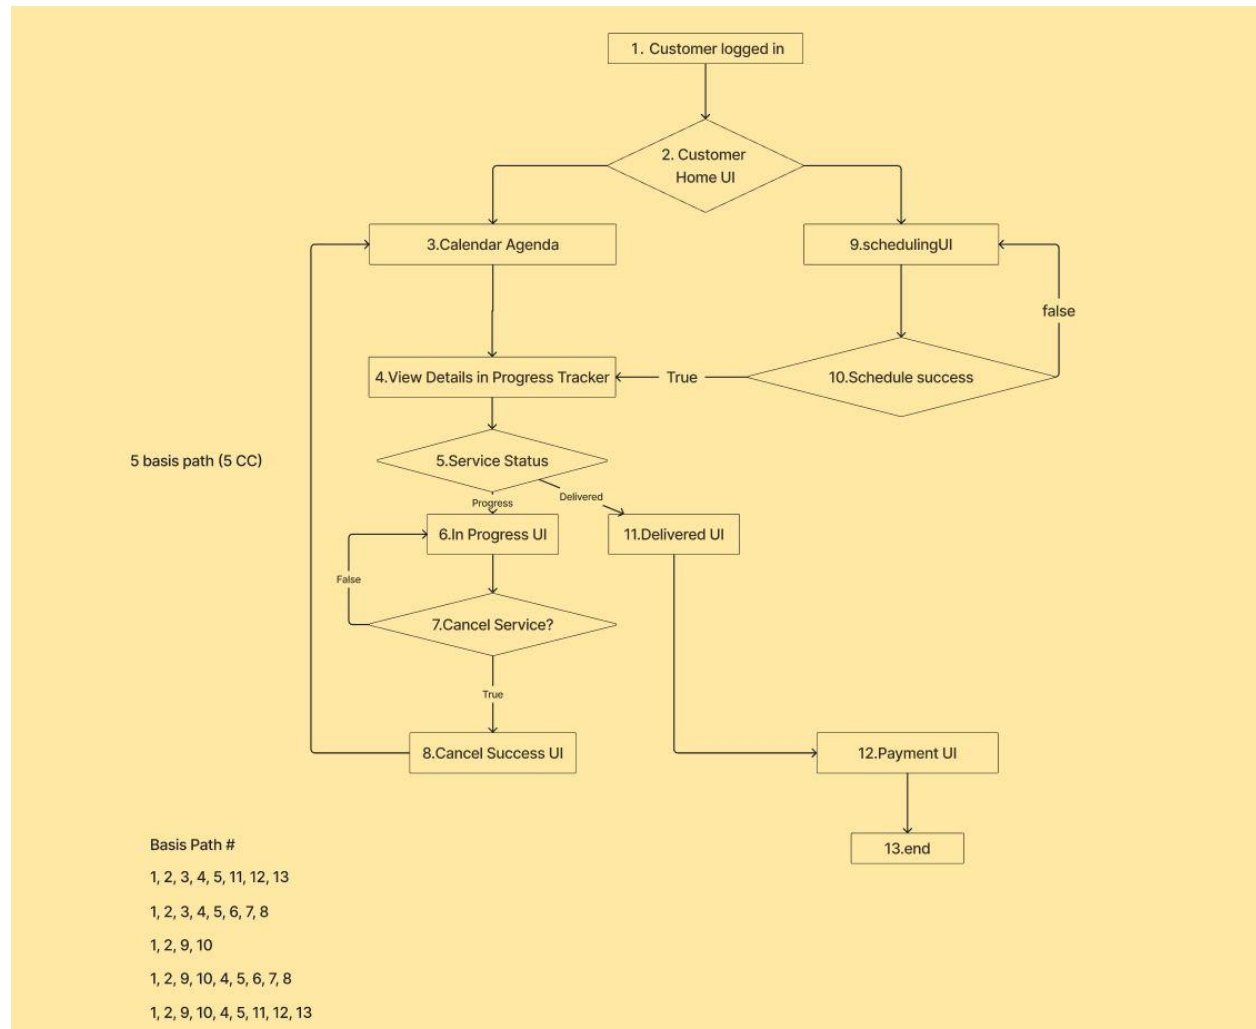 1. Customer logged in
2. Customer
Home UI
3.Calendar Agenda
9.schedulingUI
false
4.View Details in Progress Tracker
True
10.Schedule success
5 basis path (5 CC)
5.Service Status
Progress
Delivered
6.In Progress UI
11.Delivered UI
False
7.Cancel Service?
True
8.Cancel Success UI
12.Payment UI
13.end
Basis Path #
1, 2, 3, 4, 5, 11, 12, 13
1, 2, 3, 4, 5, 6, 7, 8
1, 2, 9, 10
1, 2, 9, 10, 4, 5, 6, 7, 8
1, 2, 9, 10, 4, 5, 11, 12, 13